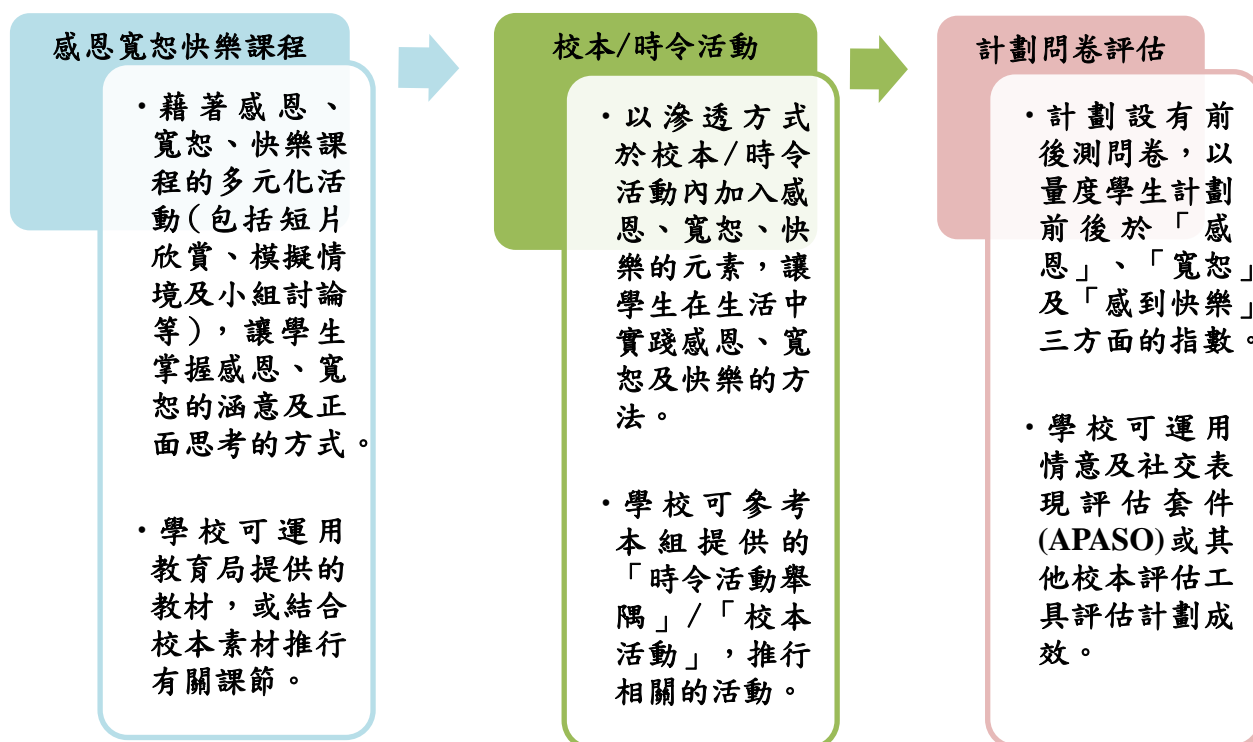 感恩寬恕快樂課程
・藉著感恩、
寬恕、快樂課
程的多元化活
動(包括短片
欣賞、模擬情
境及小組討論
等)，讓學生
掌握感恩、寬
恕的涵意及正
面思考的方式。
・學校可運用
教育局提供的
教材，或結合
校本素材推行
有關課節。
校本/時令活動
・以滲透方式
於校本/時令
活動內加入感
恩、寬恕、快
樂的元素，讓
學生在生活中
實踐感恩、寬
恕及快樂的方
法。
・學校可參考
本組提供的
「時令活動舉
隅」/「校本
活動」，推行
相關的活動。
計劃問卷評估
・計劃設有前
後測問卷，以
量度學生計劃
前後於「感
恩」、「寬恕」
及「感到快樂」
三方面的指數。
・學校可運用
情意及社交表
現評估套件
(APASO)或其
他校本評估工
具評估計劃成
效。